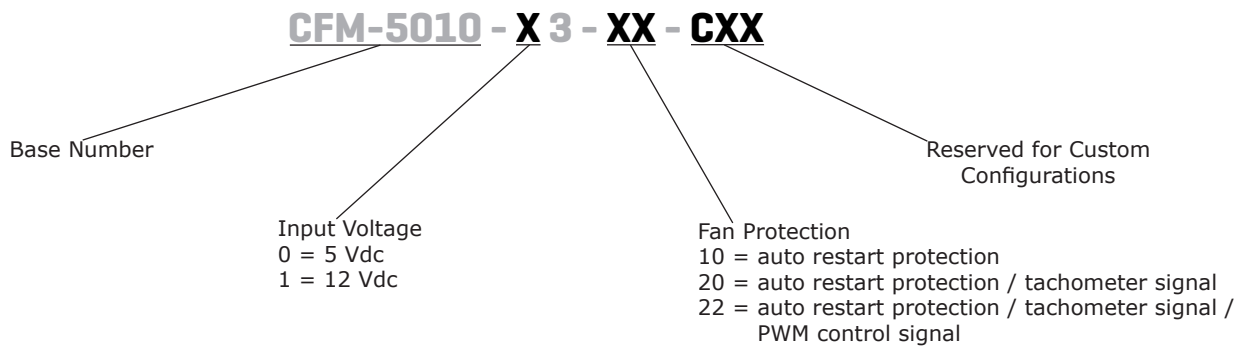 CFM-5010 - X 3 - XX - CXX
Base Number
Reserved for Custom
Configurations
Input Voltage
0 = 5 Vdc
1 = 12 Vdc
Fan Protection
10 = auto restart protection
20 = auto restart protection / tachometer signal
22 = auto restart protection / tachometer signal /
PWM control signal